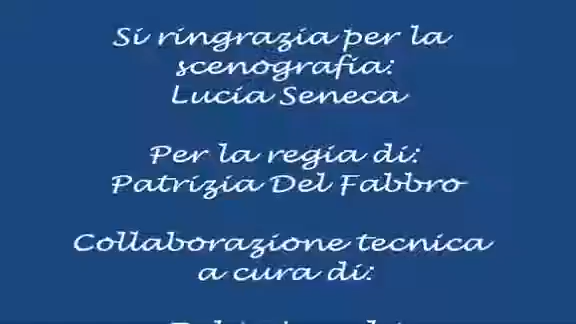 Si ringrazia per la
scenografia:
Lucia Seneca
Per la regia di:
Patrizia Del Fabbro
Collaborazione tecnica
a cura di: